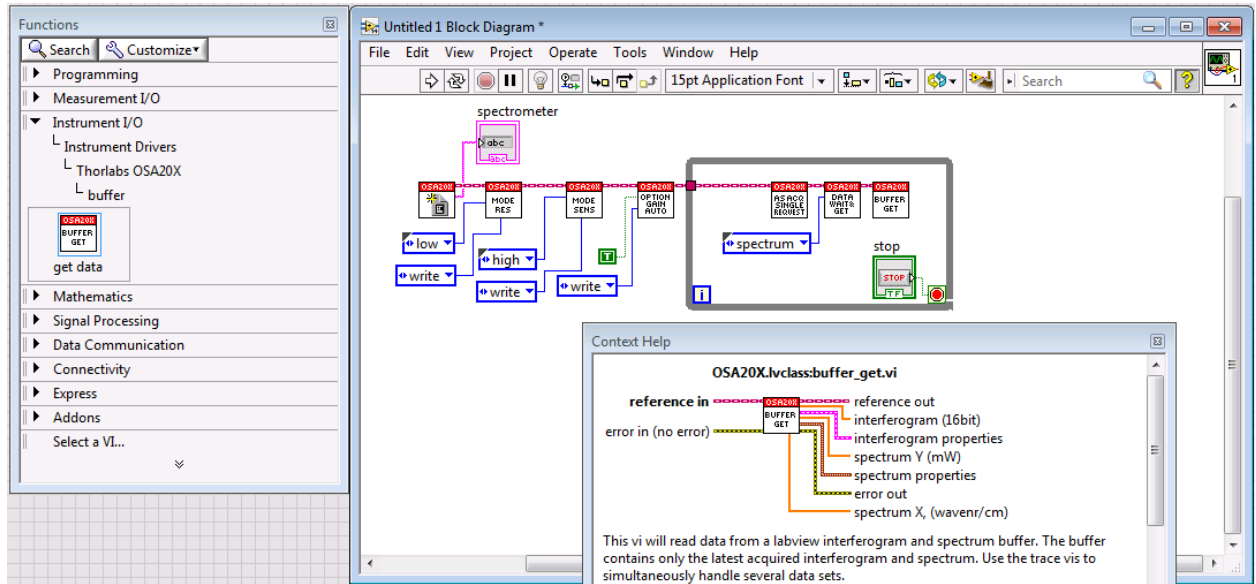 Functions
Search
Customize
Programming
Measurement I/O
Instrument I/O
Instrument Drivers
Thorlabs OSA20X
buffer
OSA20X
BUFFER
GET
get data
Mathematics
Signal Processing
Data Communication
Connectivity
Express
Addons
Select a VI...
Untitled 1 Block Diagram *
File Edit View Project Operate Tools Window Help
15pt Application Font
Search
1
spectrometer
abc
abc
OSA20X
OSA20X
MODE
RES
OSA20X
MODE
SENS
OSA20X
OPTION
GAIN
AUTO
OSA20X
AS ACQ
SINGLE
REQUEST
OSA20X
DATA
WAIT&
GET
OSA20X
BUFFER
GET
low
write
high
write
T
write
spectrum
stop
STOP
TF
i
Context Help
OSA20X.lvclass:buffer_get.vi
reference in
error in (no error)
OSA20X
BUFFER
GET
reference out
interferogram (16bit)
interferogram properties
spectrum Y (mW)
spectrum properties
error out
spectrum X, (wavenr/cm)
This vi will read data from a labview interferogram and spectrum buffer. The buffer
contains only the latest acquired interferogram and spectrum. Use the trace vis to
simultaneously handle several data sets.